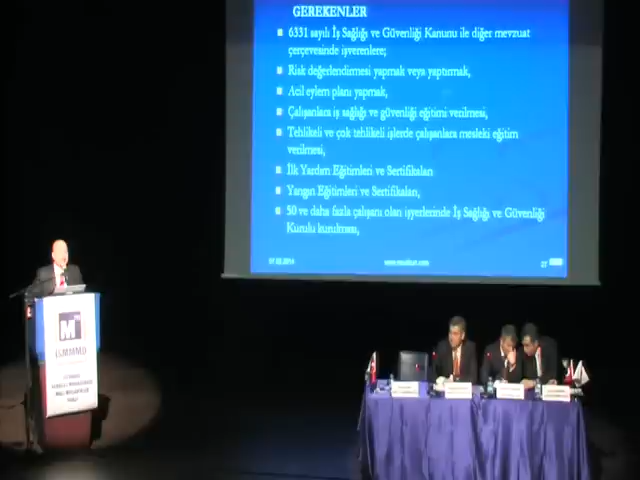 GEREKENLER
6331 sayılı İş Sağlığı ve Güvenliği Kanunu ile diğer mevzuat
çerçevesinde işverenlere;
Risk değerlendirmesi yapmak veya yaptırmak,
Acil eylem planı yapmak,
Çalışanlara iş sağlığı ve güvenliği eğitimi verilmesi,
Tehlikeli ve çok tehlikeli işlerde çalışanlara mesleki eğitim
verilmesi,
İlk Yardım Eğitimleri ve Sertifikaları
Yangın Eğitimleri ve Sertifikaları,
50 ve daha fazla çalışanı olan işyerlerinde İş Sağlığı ve Güvenliği
Kurulu kurulması,
27
M
İSMMMO